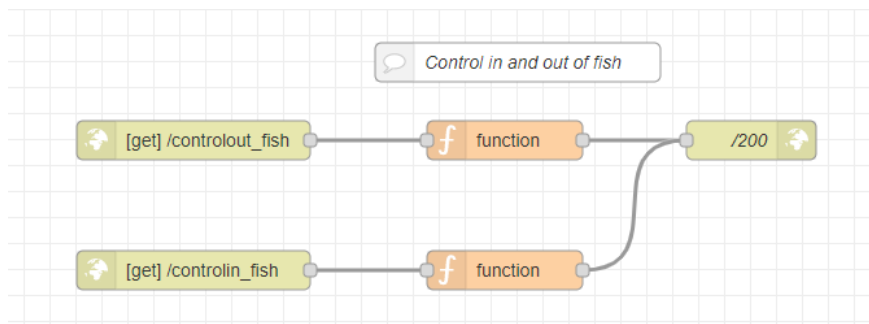 Control in and out of fish
[get] /controlout_fish
function
/200
[get] /controlin_fish
function